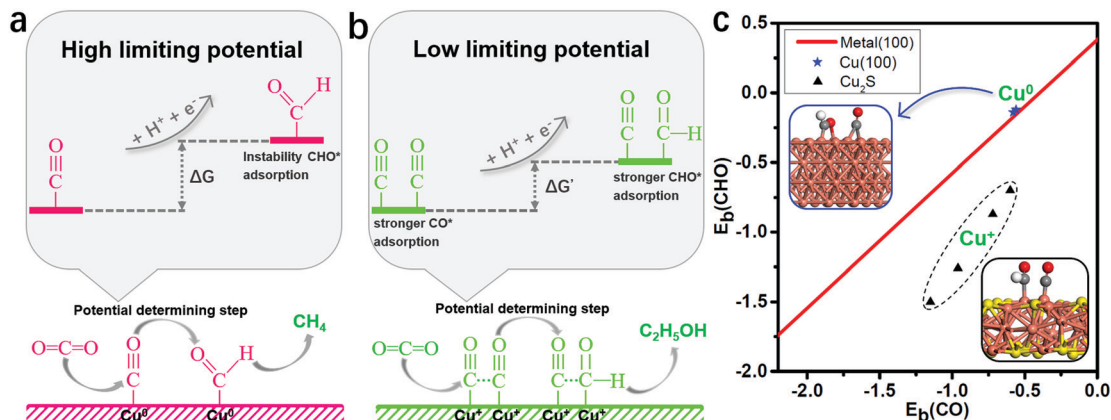 a
High limiting potential
O
C
+ H⁺ + e⁻
ΔG
O
H
C
Instability CHO*
adsorption
Potential determining step
O=C=O
O
C
Cu⁰
O
H
C
Cu⁰
CH₄
b
Low limiting potential
O O
C C
stronger CO*
adsorption
+ H⁺ + e⁻
ΔG'
O O
C C—H
stronger CHO*
adsorption
Potential determining step
O=C=O
O O
C C
Cu⁺ Cu⁺
O O
C C—H
Cu⁺ Cu⁺
C₂H₅OH
c
Metal(100)
Cu(100)
Cu₂S
Cu⁰
Cu⁺
E_b(CHO)
0.5
0.0
-0.5
-1.0
-1.5
-2.0
-2.0 -1.5 -1.0 -0.5 0.0
E_b(CO)